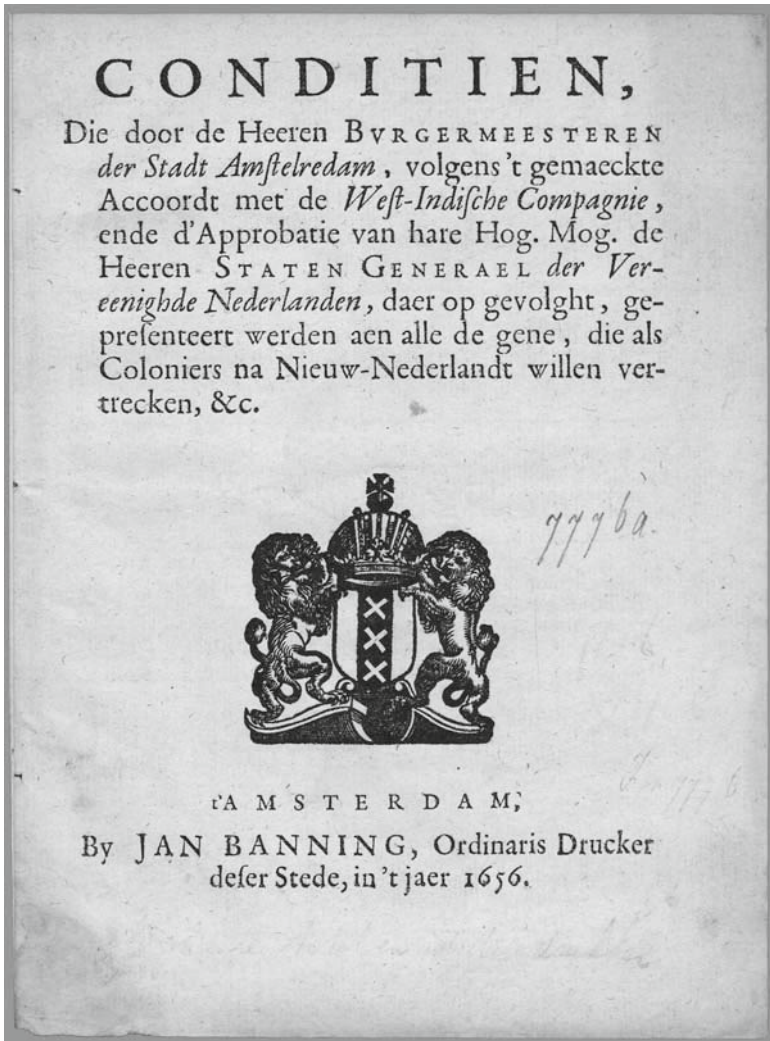 CONDITIEN,
Die door de Heeren BVRGERMEESTEREN
der Stadt Amſtelredam, volgens 't gemaeckte
Accoordt met de Weſt-Indiſche Compagnie,
ende d'Approbatie van hare Hog. Mog. de
Heeren STATEN GENERAEL der Ver-
eenighde Nederlanden, daer op gevolght, ge-
preſenteert werden aen alle de gene, die als
Coloniers na Nieuw-Nederlandt willen ver-
trecken, &c.
777 6a.
t'AMSTERDAM,
By JAN BANNING, Ordinaris Drucker
deſer Stede, in 't jaer 1656.